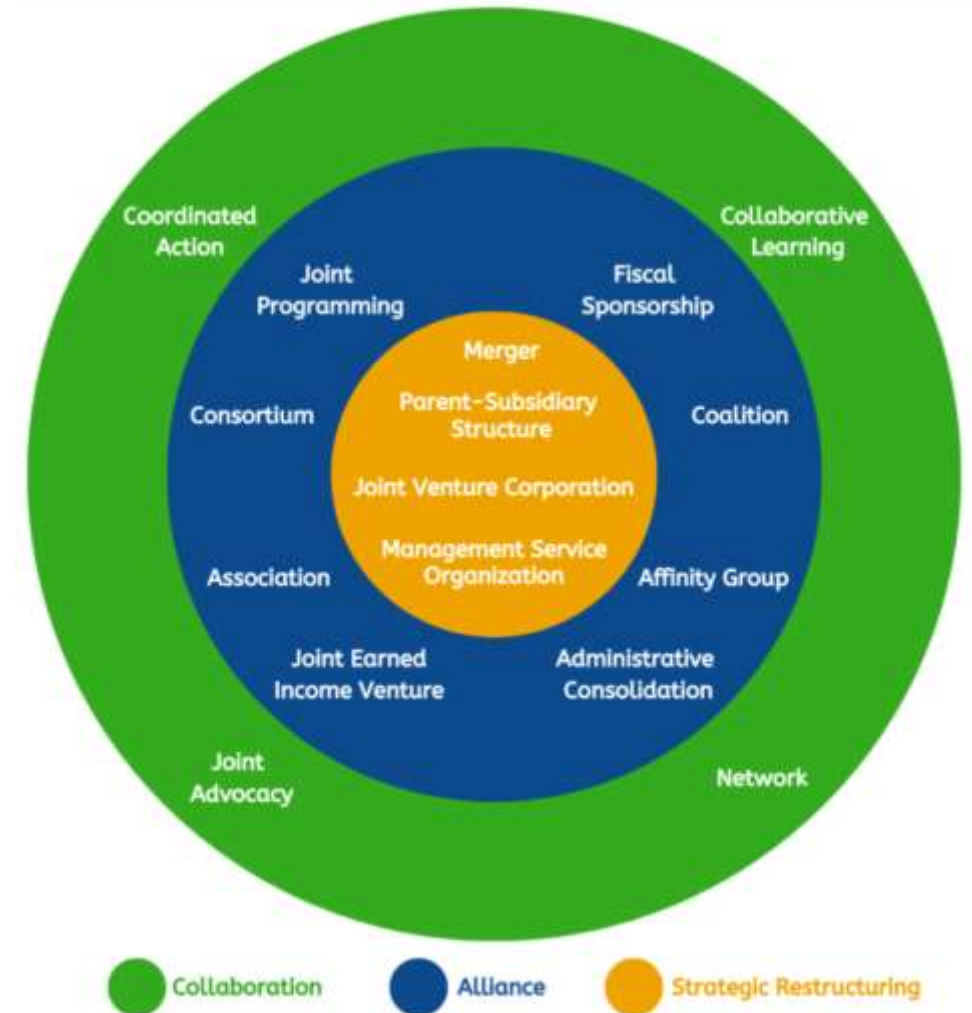 Coordinated
Action
Collaborative
Learning
Joint
Programming
Fiscal
Sponsorship
Merger
Parent-Subsidiary
Structure
Consortium
Coalition
Joint Venture Corporation
Management Service
Organization
Association
Affinity Group
Joint Earned
Income Venture
Administrative
Consolidation
Joint
Advocacy
Network
Collaboration
Alliance
Strategic Restructuring